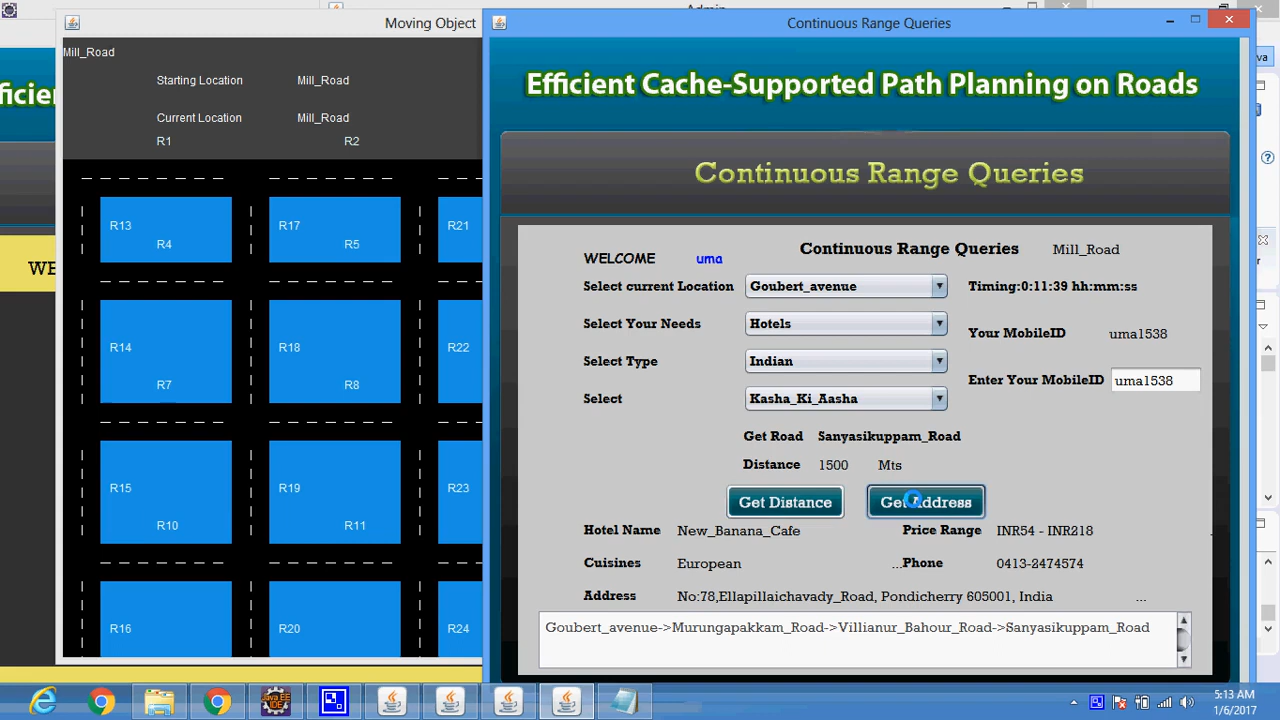 Admin
Moving Object
Continuous Range Queries
Mill_Road
Starting Location Mill_Road
Current Location Mill_Road
R1 R2
R13 R17 R21
R4 R5
R14 R18 R22
R7 R8
R15 R19 R23
R10 R11
R16 R20 R24
Efficient Cache-Supported Path Planning on Roads
Continuous Range Queries
Continuous Range Queries Mill_Road
WELCOME uma
Select current Location Goubert_avenue Timing:0:11:39 hh:mm:ss
Select Your Needs Hotels
Your MobileID uma1538
Select Type Indian
Enter Your MobileID uma1538
Select Kasha_Ki_Aasha
Get Road Sanyasikuppam_Road
Distance 1500 Mts
Get Distance Get Address
Hotel Name New_Banana_Cafe Price Range INR54 - INR218
Cuisines European ...Phone 0413-2474574
Address No:78,Ellapillaichavady_Road, Pondicherry 605001, India ...
Goubert_avenue->Murungapakkam_Road->Villianur_Bahour_Road->Sanyasikuppam_Road
Java EE
IDE
5:13 AM
1/6/2017